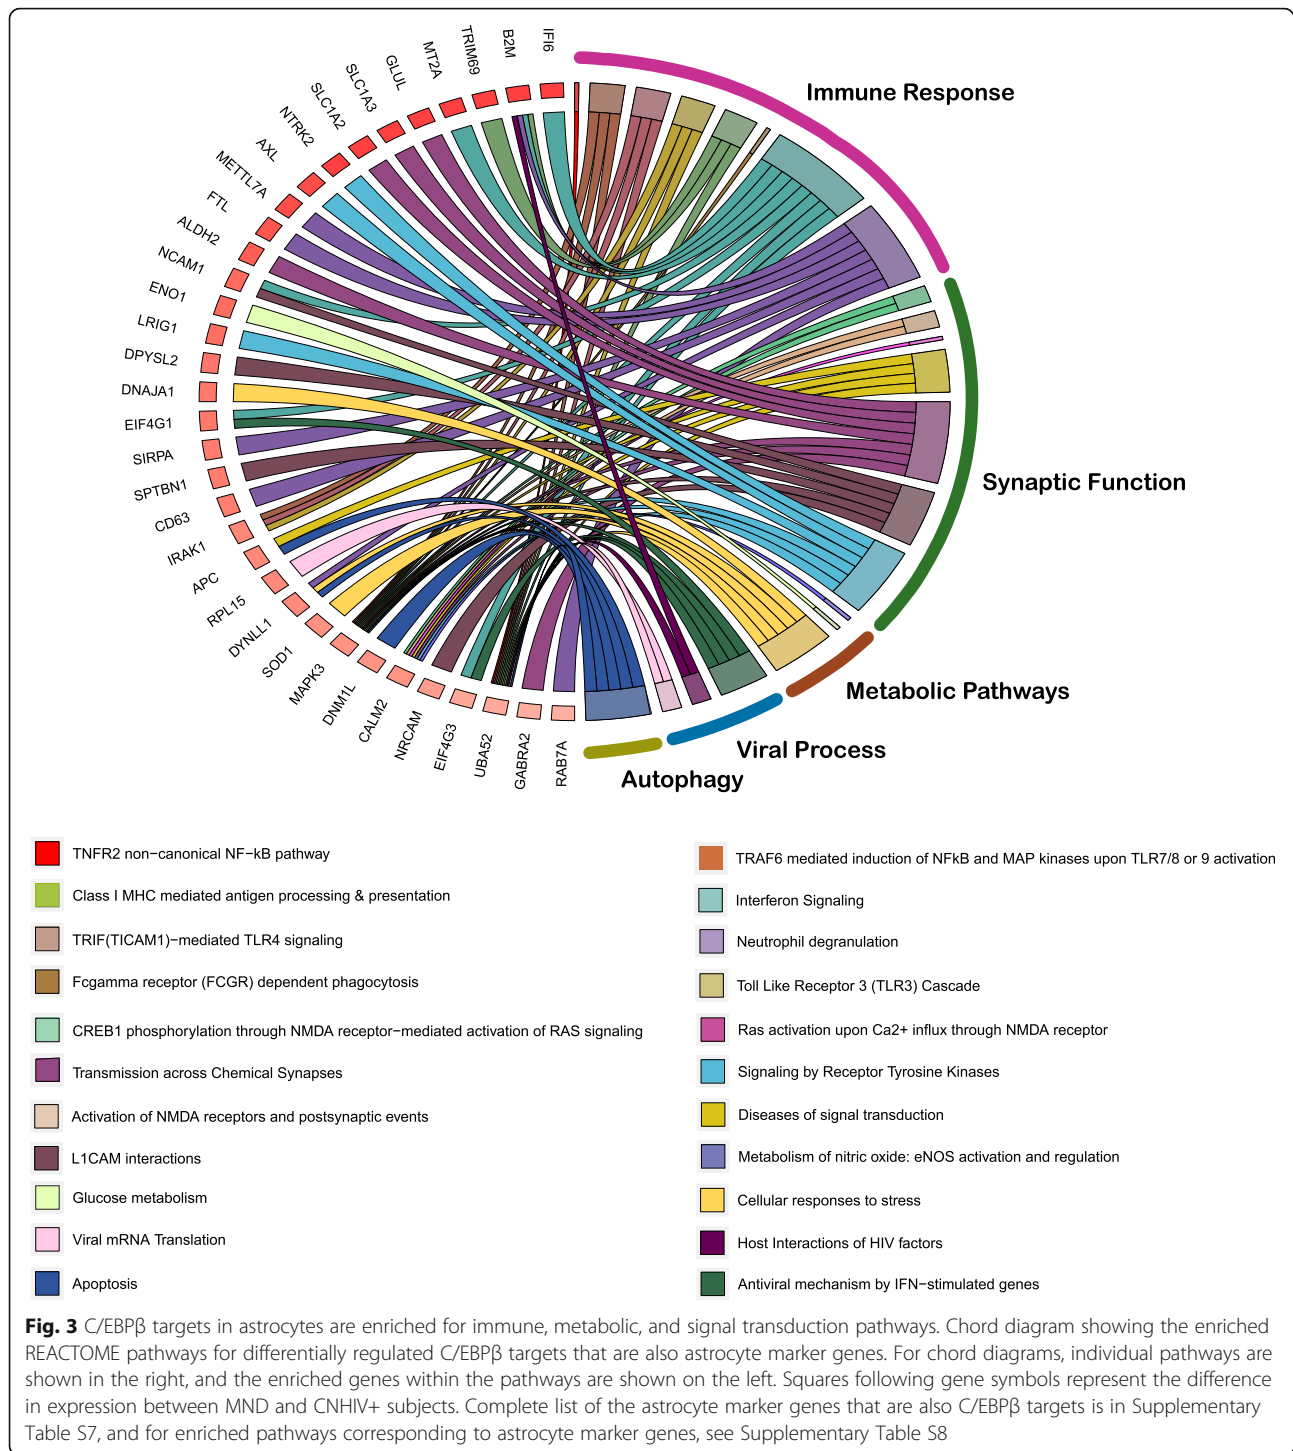 IFI6
B2M
TRIM69
MT2A
GLUL
SLC1A3
SLC1A2
NTRK2
AXL
METTL7A
FTL
ALDH2
NCAM1
ENO1
LRIG1
DPYSL2
DNAJA1
EIF4G1
SIRPA
SPTBN1
CD63
IRAK1
APC
RPL15
DYNLL1
SOD1
MAPK3
DNM1L
CALM2
NRCAM
EIF4G3
UBA52
GABRA2
RAB7A
Immune Response
Synaptic Function
Metabolic Pathways
Viral Process
Autophagy
TNFR2 non−canonical NF−kB pathway
Class I MHC mediated antigen processing & presentation
TRIF(TICAM1)−mediated TLR4 signaling
Fcgamma receptor (FCGR) dependent phagocytosis
CREB1 phosphorylation through NMDA receptor−mediated activation of RAS signaling
Transmission across Chemical Synapses
Activation of NMDA receptors and postsynaptic events
L1CAM interactions
Glucose metabolism
Viral mRNA Translation
Apoptosis
TRAF6 mediated induction of NFkB and MAP kinases upon TLR7/8 or 9 activation
Interferon Signaling
Neutrophil degranulation
Toll Like Receptor 3 (TLR3) Cascade
Ras activation upon Ca2+ influx through NMDA receptor
Signaling by Receptor Tyrosine Kinases
Diseases of signal transduction
Metabolism of nitric oxide: eNOS activation and regulation
Cellular responses to stress
Host Interactions of HIV factors
Antiviral mechanism by IFN−stimulated genes
Fig. 3 C/EBPβ targets in astrocytes are enriched for immune, metabolic, and signal transduction pathways. Chord diagram showing the enriched
REACTOME pathways for differentially regulated C/EBPβ targets that are also astrocyte marker genes. For chord diagrams, individual pathways are
shown in the right, and the enriched genes within the pathways are shown on the left. Squares following gene symbols represent the difference
in expression between MND and CNHIV+ subjects. Complete list of the astrocyte marker genes that are also C/EBPβ targets is in Supplementary
Table S7, and for enriched pathways corresponding to astrocyte marker genes, see Supplementary Table S8